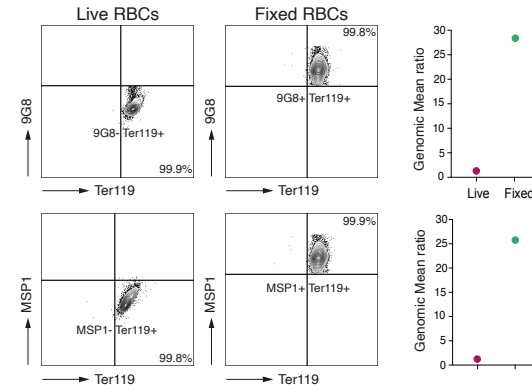 Live RBCs
Fixed RBCs
99.8%
9G8
9G8- Ter119+
99.9%
Ter119
9G8
9G8+ Ter119+
Ter119
Genomic Mean ratio
30
25
20
15
10
5
0
Live Fixed
99.9%
MSP1
MSP1- Ter119+
99.8%
Ter119
MSP1
MSP1+ Ter119+
Ter119
Genomic Mean ratio
30
25
20
15
10
5
0